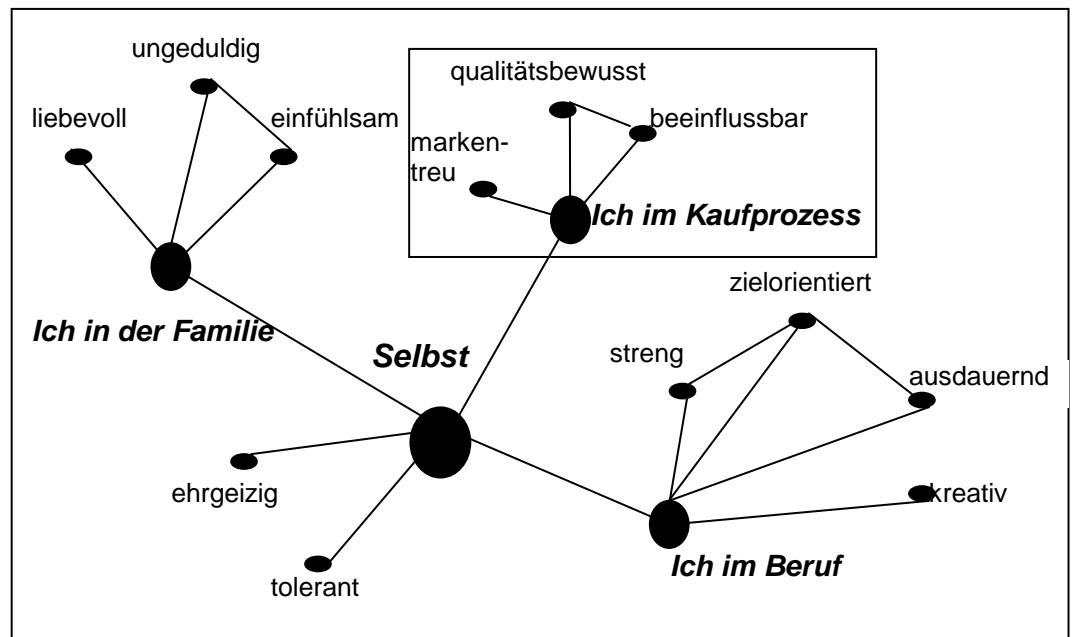 ungeduldig
liebevoll
einfühlsam
qualitätsbewusst
beeinflussbar
marken-
treu
Ich im Kaufprozess
Ich in der Familie
Selbst
zielorientiert
streng
ausdauernd
kreativ
ehrgeizig
tolerant
Ich im Beruf